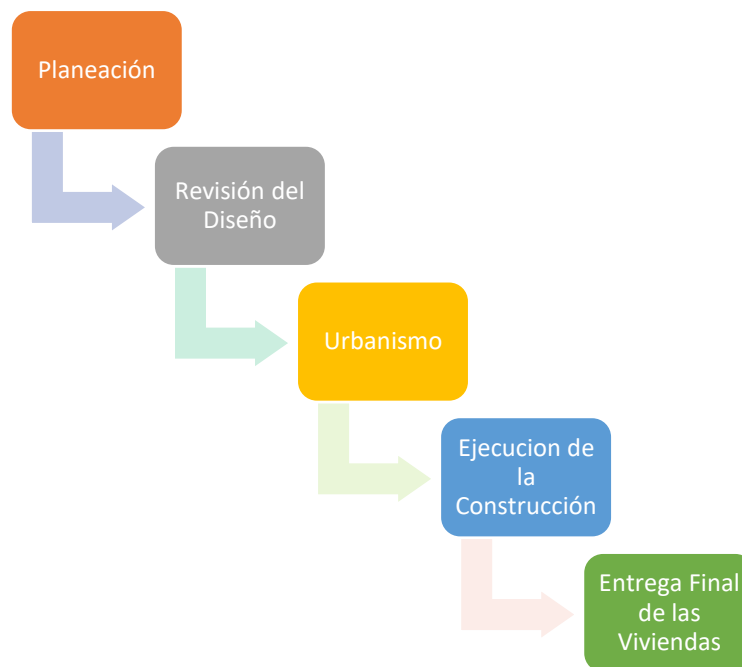 Planeación
Revisión del
Diseño
Urbanismo
Ejecucion de
la
Construcción
Entrega Final
de las
Viviendas